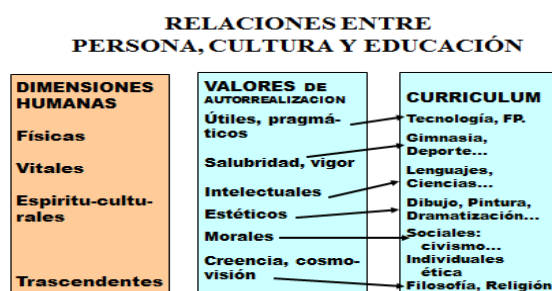 RELACIONES ENTRE
PERSONA, CULTURA Y EDUCACIÓN
DIMENSIONES
HUMANAS
Físicas
Vitales
Espiritu-cultu-
rales
Trascendentes
VALORES DE
AUTORREALIZACION
Útiles, pragmá-
ticos
Salubridad, vigor
Intelectuales
Estéticos
Morales
Creencia, cosmo-
visión
CURRICULUM
Tecnología, FP.
Gimnasia,
Deporte...
Lenguajes,
Ciencias...
Dibujo, Pintura,
Dramatización...
Sociales:
civismo...
Individuales
ética
Filosofía, Religión